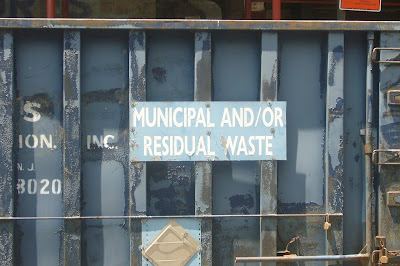 MUNICIPAL AND/OR
RESIDUAL WASTE
S
ION. INC.
N. J.
3020